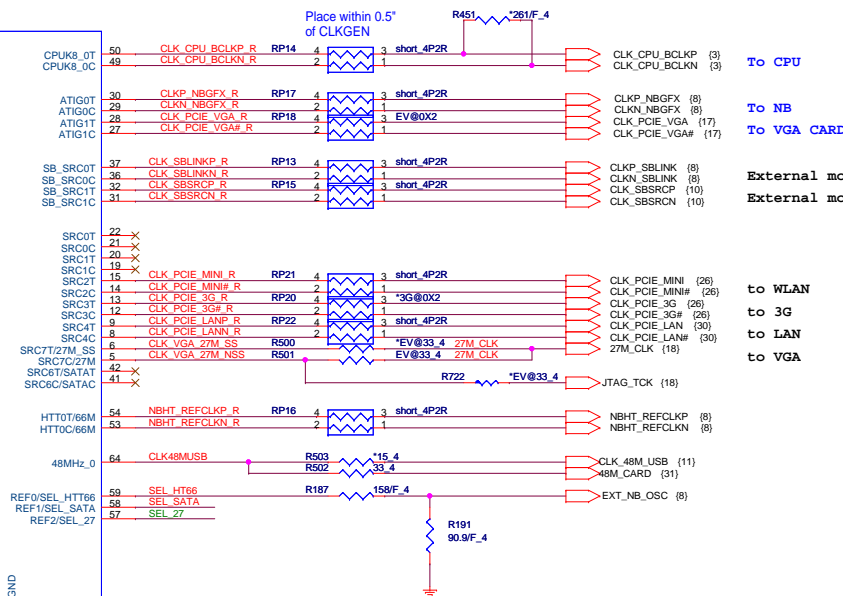 Place within 0.5"
of CLKGEN
R451 *261/F_4
CPUK8_0T 50 CLK_CPU_BCLKP_R RP14 4 3 short_4P2R CLK_CPU_BCLKP {3}
CPUK8_0C 49 CLK_CPU_BCLKN_R 2 1 CLK_CPU_BCLKN {3} To CPU
ATIG0T 30 CLKP_NBGFX_R RP17 4 3 short_4P2R CLKP_NBGFX {8}
ATIG0C 29 CLKN_NBGFX_R 2 1 CLKN_NBGFX {8} To NB
ATIG1T 28 CLK_PCIE_VGA_R RP18 4 3 EV@0X2 CLK_PCIE_VGA {17}
ATIG1C 27 CLK_PCIE_VGA#_R 2 1 CLK_PCIE_VGA# {17} To VGA CARD
SB_SRC0T 37 CLK_SBLINKP_R RP13 4 3 short_4P2R CLKP_SBLINK {8}
SB_SRC0C 36 CLK_SBLINKN_R 2 1 CLKN_SBLINK {8} External mo
SB_SRC1T 32 CLK_SBSRCP_R RP15 4 3 short_4P2R CLK_SBSRCP {10}
SB_SRC1C 31 CLK_SBSRCN_R 2 1 CLK_SBSRCN {10} External mo
SRC0T 22
SRC0C 21
SRC1T 20
SRC1C 19
SRC2T 15 CLK_PCIE_MINI_R RP21 4 3 short_4P2R CLK_PCIE_MINI {26}
SRC2C 14 CLK_PCIE_MINI#_R 2 1 CLK_PCIE_MINI# {26} to WLAN
SRC3T 13 CLK_PCIE_3G_R RP20 4 3 *3G@0X2 CLK_PCIE_3G {26}
SRC3C 12 CLK_PCIE_3G#_R 2 1 CLK_PCIE_3G# {26} to 3G
SRC4T 9 CLK_PCIE_LANP_R RP22 4 3 short_4P2R CLK_PCIE_LAN {30}
SRC4C 8 CLK_PCIE_LANN_R 2 1 CLK_PCIE_LAN# {30} to LAN
SRC7T/27M_SS 6 CLK_VGA_27M_SS R500 *EV@33_4 27M_CLK 27M_CLK {18}
SRC7C/27M 5 CLK_VGA_27M_NSS R501 EV@33_4 27M_CLK to VGA
SRC6T/SATAT 42
SRC6C/SATAC 41
R722 *EV@33_4 JTAG_TCK {18}
HTT0T/66M 54 NBHT_REFCLKP_R RP16 4 3 short_4P2R NBHT_REFCLKP {8}
HTT0C/66M 53 NBHT_REFCLKN_R 2 1 NBHT_REFCLKN {8}
48MHz_0 64 CLK48MUSB R503 *15_4 CLK_48M_USB {11}
R502 33_4 48M_CARD {31}
REF0/SEL_HTT66 59 SEL_HT66 R187 158/F_4 EXT_NB_OSC {8}
REF1/SEL_SATA 58 SEL_SATA
REF2/SEL_27 57 SEL_27
R191
90.9/F_4
GND